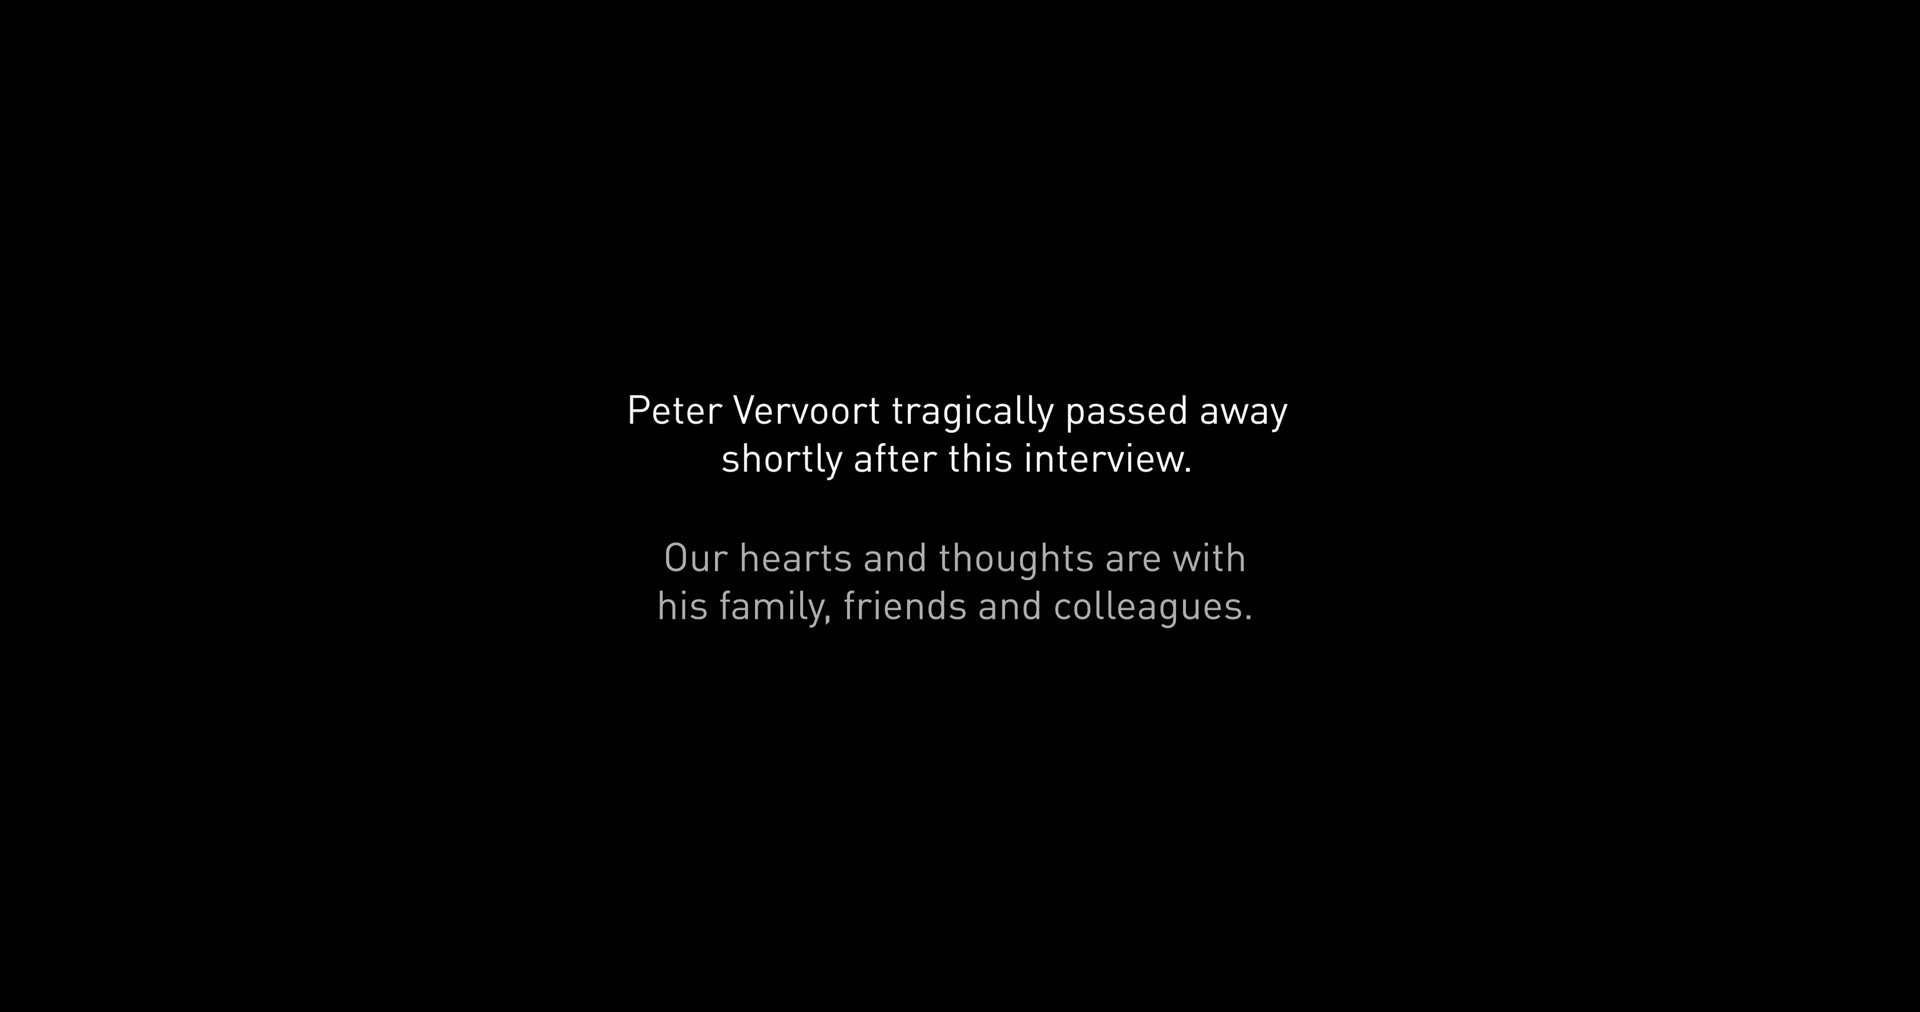 Peter Vervoort tragically passed away
shortly after this interview.
Our hearts and thoughts are with
his family, friends and colleagues.